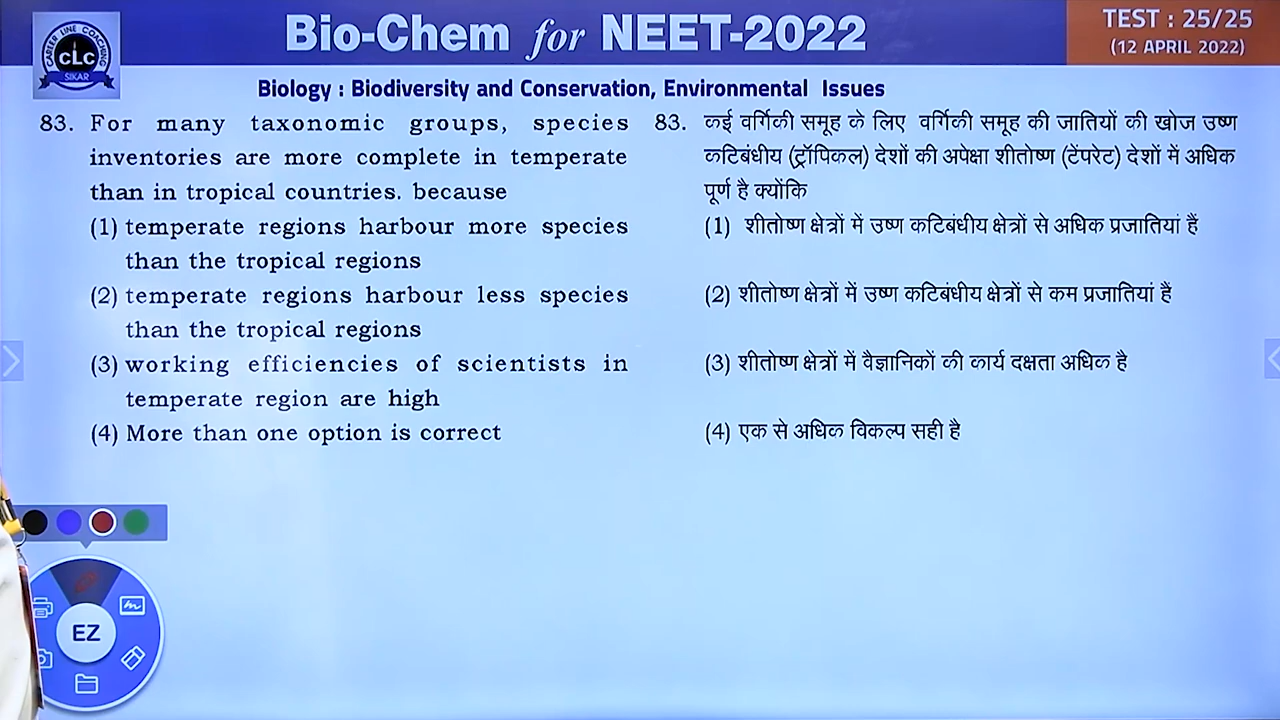 CAREER LINE COACHING
CLC
SIKAR
Bio-Chem for NEET-2022
TEST : 25/25
(12 APRIL 2022)
Biology : Biodiversity and Conservation, Environmental Issues
83. For many taxonomic groups, species
inventories are more complete in temperate
than in tropical countries. because
(1) temperate regions harbour more species
than the tropical regions
(2) temperate regions harbour less species
than the tropical regions
(3) working efficiencies of scientists in
temperate region are high
(4) More than one option is correct
83. कई वर्गिकी समूह के लिए वर्गिकी समूह की जातियों की खोज उष्ण
कटिबंधीय (ट्रॉपिकल) देशों की अपेक्षा शीतोष्ण (टेंपरेट) देशों में अधिक
पूर्ण है क्योंकि
(1) शीतोष्ण क्षेत्रों में उष्ण कटिबंधीय क्षेत्रों से अधिक प्रजातियां हैं
(2) शीतोष्ण क्षेत्रों में उष्ण कटिबंधीय क्षेत्रों से कम प्रजातियां हैं
(3) शीतोष्ण क्षेत्रों में वैज्ञानिकों की कार्य दक्षता अधिक है
(4) एक से अधिक विकल्प सही है
EZ